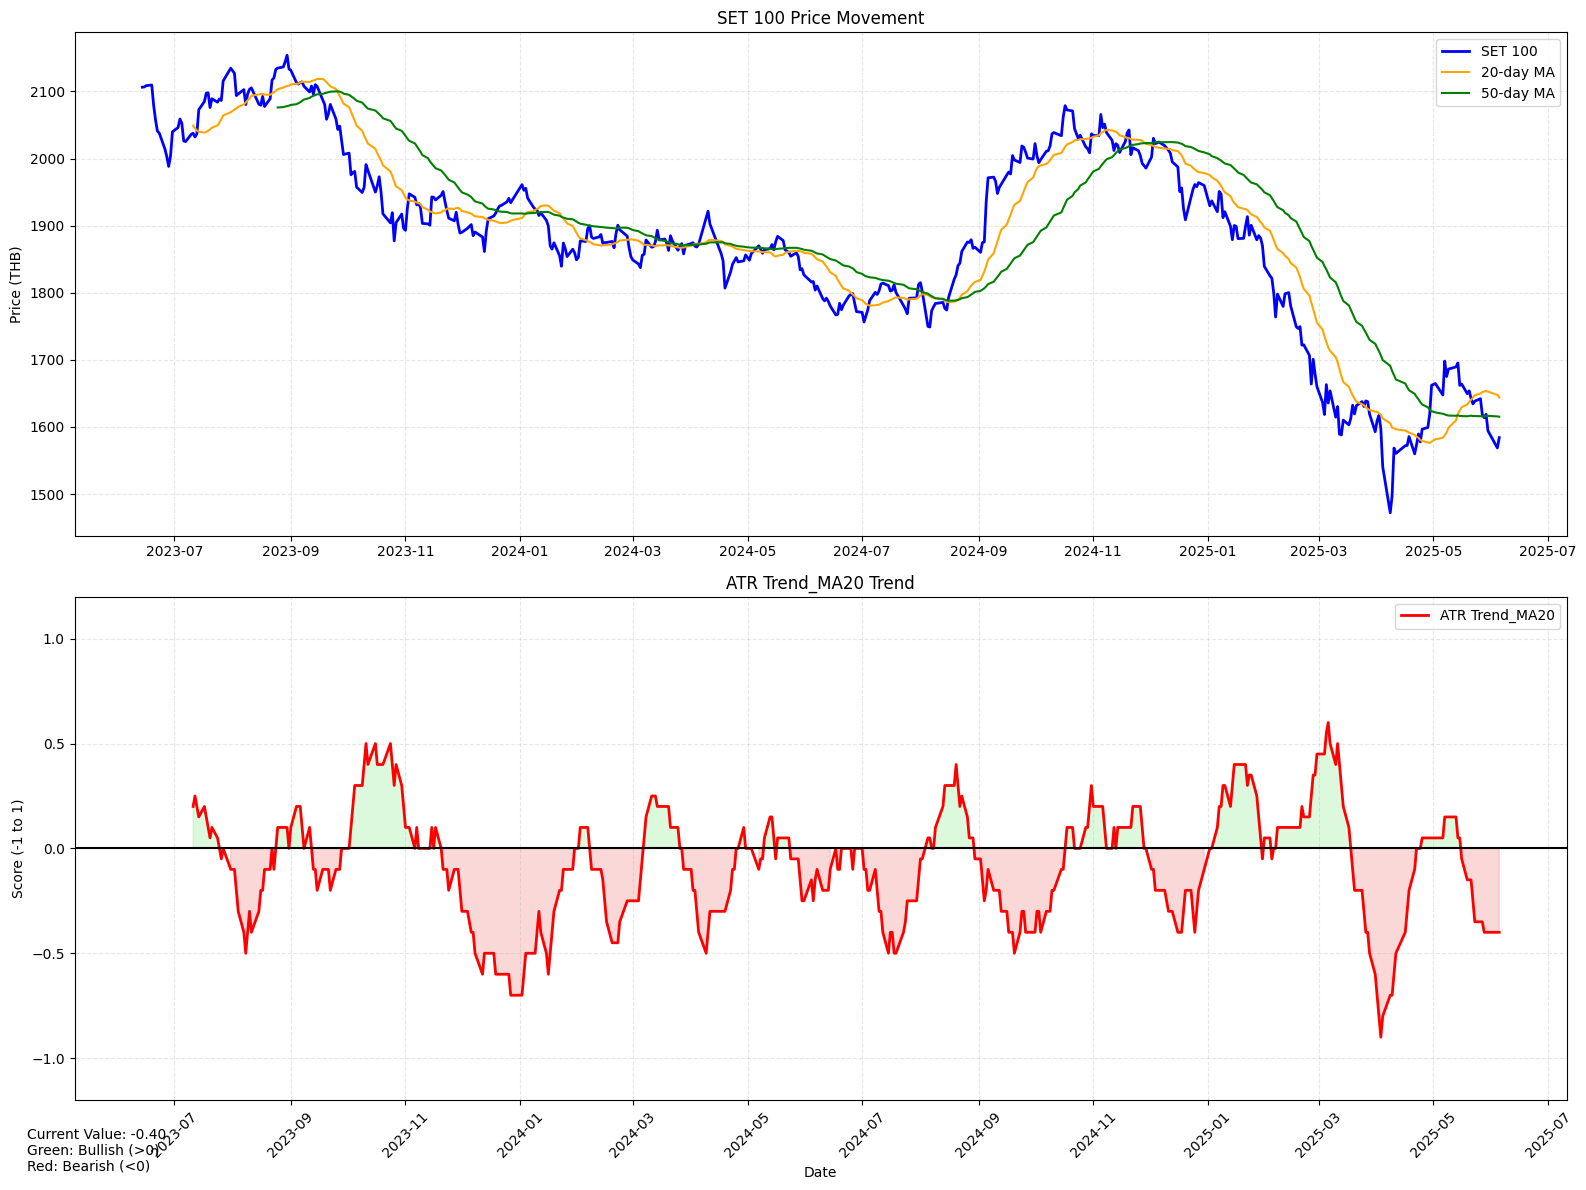 SET 100 Price Movement
SET 100
20-day MA
50-day MA
Price (THB)
2100
2000
1900
1800
1700
1600
1500
2023-07 2023-09 2023-11 2024-01 2024-03 2024-05 2024-07 2024-09 2024-11 2025-01 2025-03 2025-05 2025-07
ATR Trend_MA20 Trend
ATR Trend_MA20
Score (-1 to 1)
1.0
0.5
0.0
−0.5
−1.0
2023-07 2023-09 2023-11 2024-01 2024-03 2024-05 2024-07 2024-09 2024-11 2025-01 2025-03 2025-05 2025-07
Date
Current Value: -0.40
Green: Bullish (>0)
Red: Bearish (<0)